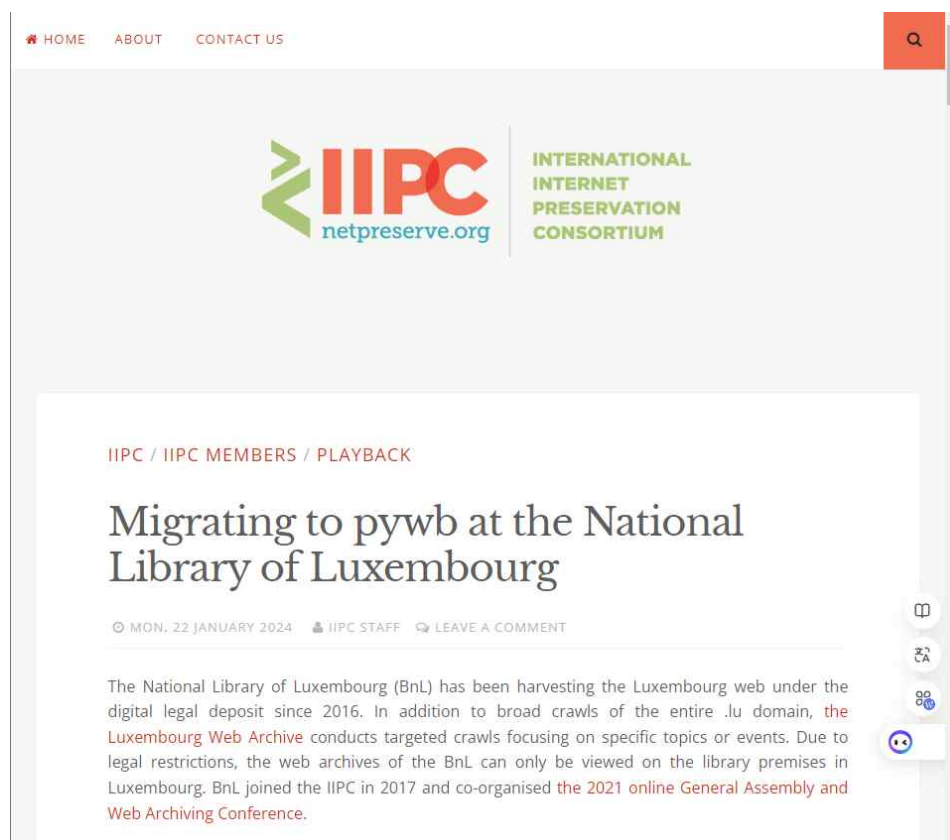 HOME ABOUT CONTACT US
IIPC
netpreserve.org
INTERNATIONAL
INTERNET
PRESERVATION
CONSORTIUM
IIPC / IIPC MEMBERS / PLAYBACK
Migrating to pywb at the National
Library of Luxembourg
MON, 22 JANUARY 2024 IIPC STAFF LEAVE A COMMENT
The National Library of Luxembourg (BnL) has been harvesting the Luxembourg web under the
digital legal deposit since 2016. In addition to broad crawls of the entire .lu domain, the
Luxembourg Web Archive conducts targeted crawls focusing on specific topics or events. Due to
legal restrictions, the web archives of the BnL can only be viewed on the library premises in
Luxembourg. BnL joined the IIPC in 2017 and co-organised the 2021 online General Assembly and
Web Archiving Conference.